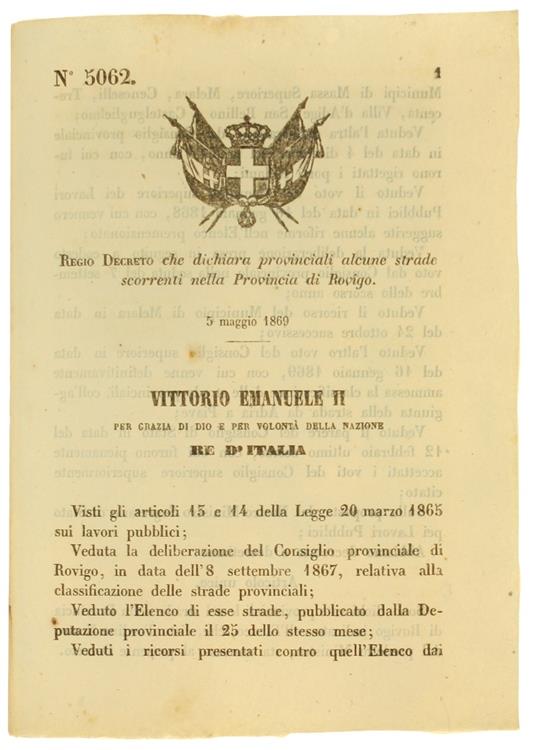 N° 5062.
1
REGIO DECRETO che dichiara provinciali alcune strade
scorrenti nella Provincia di Rovigo.
5 maggio 1869
VITTORIO EMANUELE II
PER GRAZIA DI DIO E PER VOLONTÀ DELLA NAZIONE
RE D'ITALIA
Visti gli articoli 13 e 14 della Legge 20 marzo 1865
sui lavori pubblici;
Veduta la deliberazione del Consiglio provinciale di
Rovigo, in data dell'8 settembre 1867, relativa alla
classificazione delle strade provinciali;
Veduto l'Elenco di esse strade, pubblicato dalla De-
putazione provinciale il 25 dello stesso mese;
Veduti i ricorsi presentati contro quell'Elenco dai